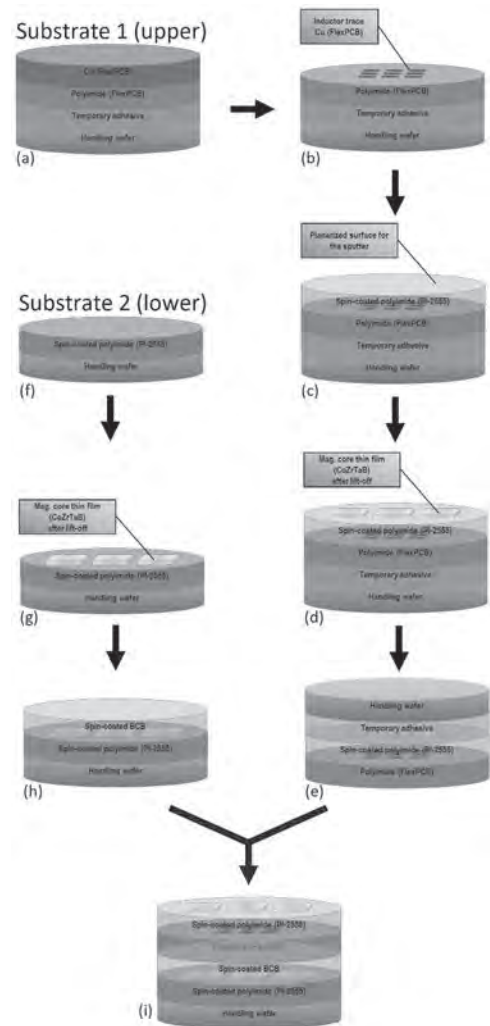 Substrate 1 (upper)
Cu (FlexPCB)
Polyimide (FlexPCB)
Temporary adhesive
Handling wafer
(a)
Inductor trace
Cu (FlexPCB)
Polyimide (FlexPCB)
Temporary adhesive
Handling wafer
(b)
Planarized surface for
the sputter
Spin-coated polyimide (PI-2555)
Polyimide (FlexPCB)
Temporary adhesive
Handling wafer
(c)
Substrate 2 (lower)
Spin-coated polyimide (PI-2555)
Handling wafer
(f)
Mag. core thin film
(CoZrTaB)
after lift-off
Spin-coated polyimide (PI-2555)
Polyimide (FlexPCB)
Temporary adhesive
Handling wafer
(d)
Mag. core thin film
(CoZrTaB)
after lift-off
Spin-coated polyimide (PI-2555)
Handling wafer
(g)
Handling wafer
Temporary adhesive
Spin-coated polyimide (PI-2555)
Polyimide (FlexPCB)
(e)
Spin-coated BCB
Spin-coated polyimide (PI-2555)
Handling wafer
(h)
Spin-coated polyimide (PI-2555)
Spin-coated BCB
Spin-coated polyimide (PI-2555)
Handling wafer
(i)